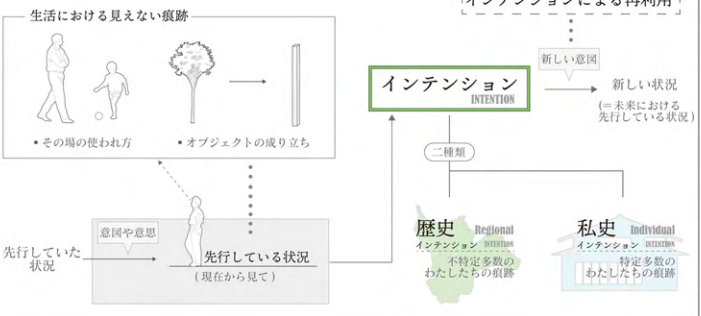 インテンションによる再利用
生活における見えない痕跡
▪ その場の使われ方
▪ オブジェクトの成り立ち
インテンション
INTENTION
新しい意図
新しい状況
(=未来における
先行している状況)
二種類
先行していた
状況
意図や意思
先行している状況
(現在から見て)
歴史 Regional
インテンション INTENTION
不特定多数の
わたしたちの痕跡
私史 Individual
インテンション INTENTION
特定多数の
わたしたちの痕跡